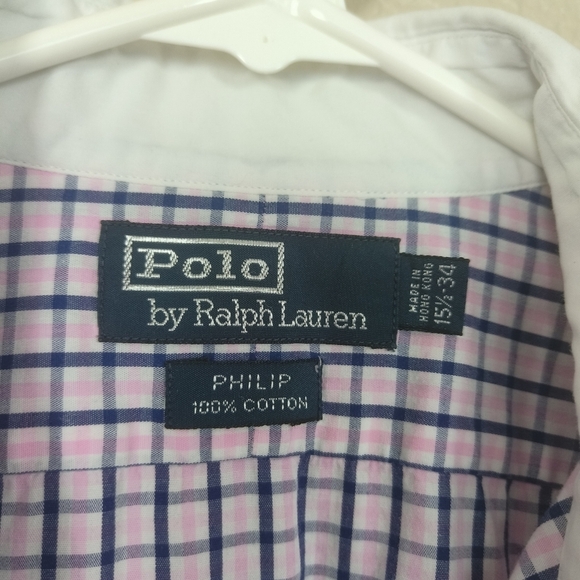 Polo
by Ralph Lauren
MADE IN
HONG KONG
15½-34
PHILIP
100% COTTON